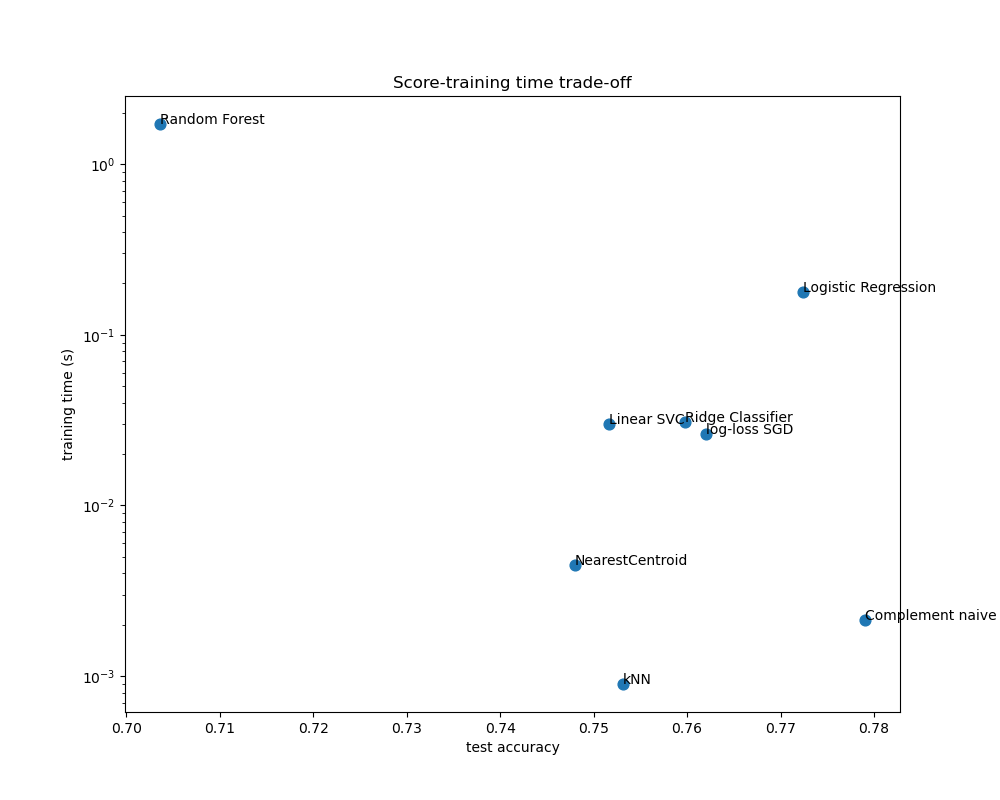 Score-training time trade-off
Random Forest
10⁰
Logistic Regression
10⁻¹
training time (s)
Linear SVC
Ridge Classifier
log-loss SGD
10⁻²
NearestCentroid
Complement naive
10⁻³
kNN
0.70 0.71 0.72 0.73 0.74 0.75 0.76 0.77 0.78
test accuracy